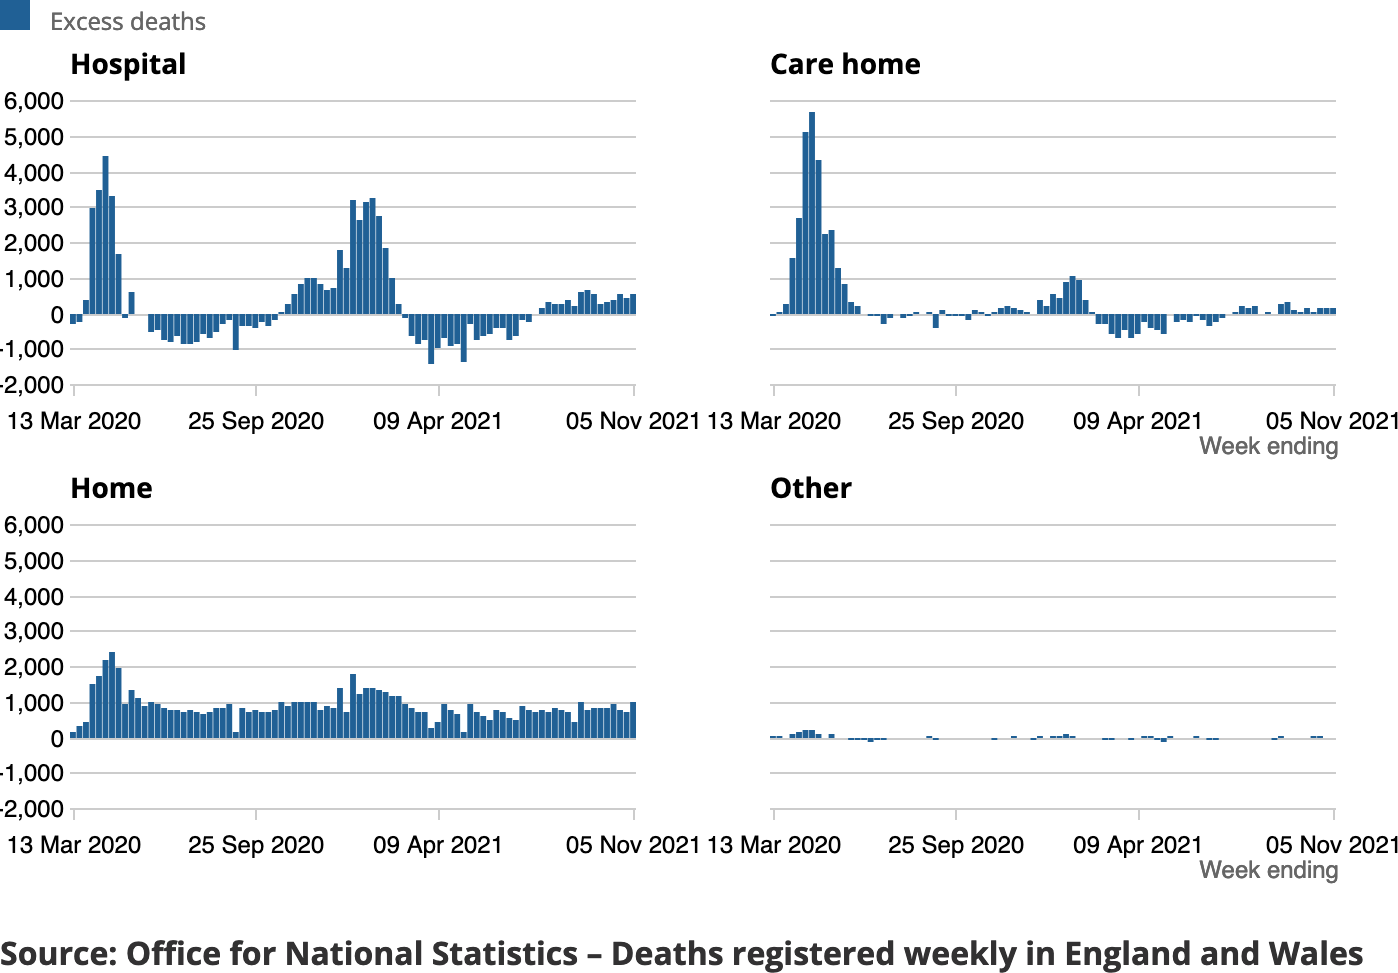 Excess deaths
Hospital
6,000
5,000
4,000
3,000
2,000
1,000
0
-1,000
-2,000
13 Mar 2020 25 Sep 2020 09 Apr 2021 05 Nov 2021
Care home
13 Mar 2020 25 Sep 2020 09 Apr 2021 05 Nov 2021
Week ending
Home
6,000
5,000
4,000
3,000
2,000
1,000
0
-1,000
-2,000
13 Mar 2020 25 Sep 2020 09 Apr 2021 05 Nov 2021
Other
13 Mar 2020 25 Sep 2020 09 Apr 2021 05 Nov 2021
Week ending
Source: Office for National Statistics – Deaths registered weekly in England and Wales